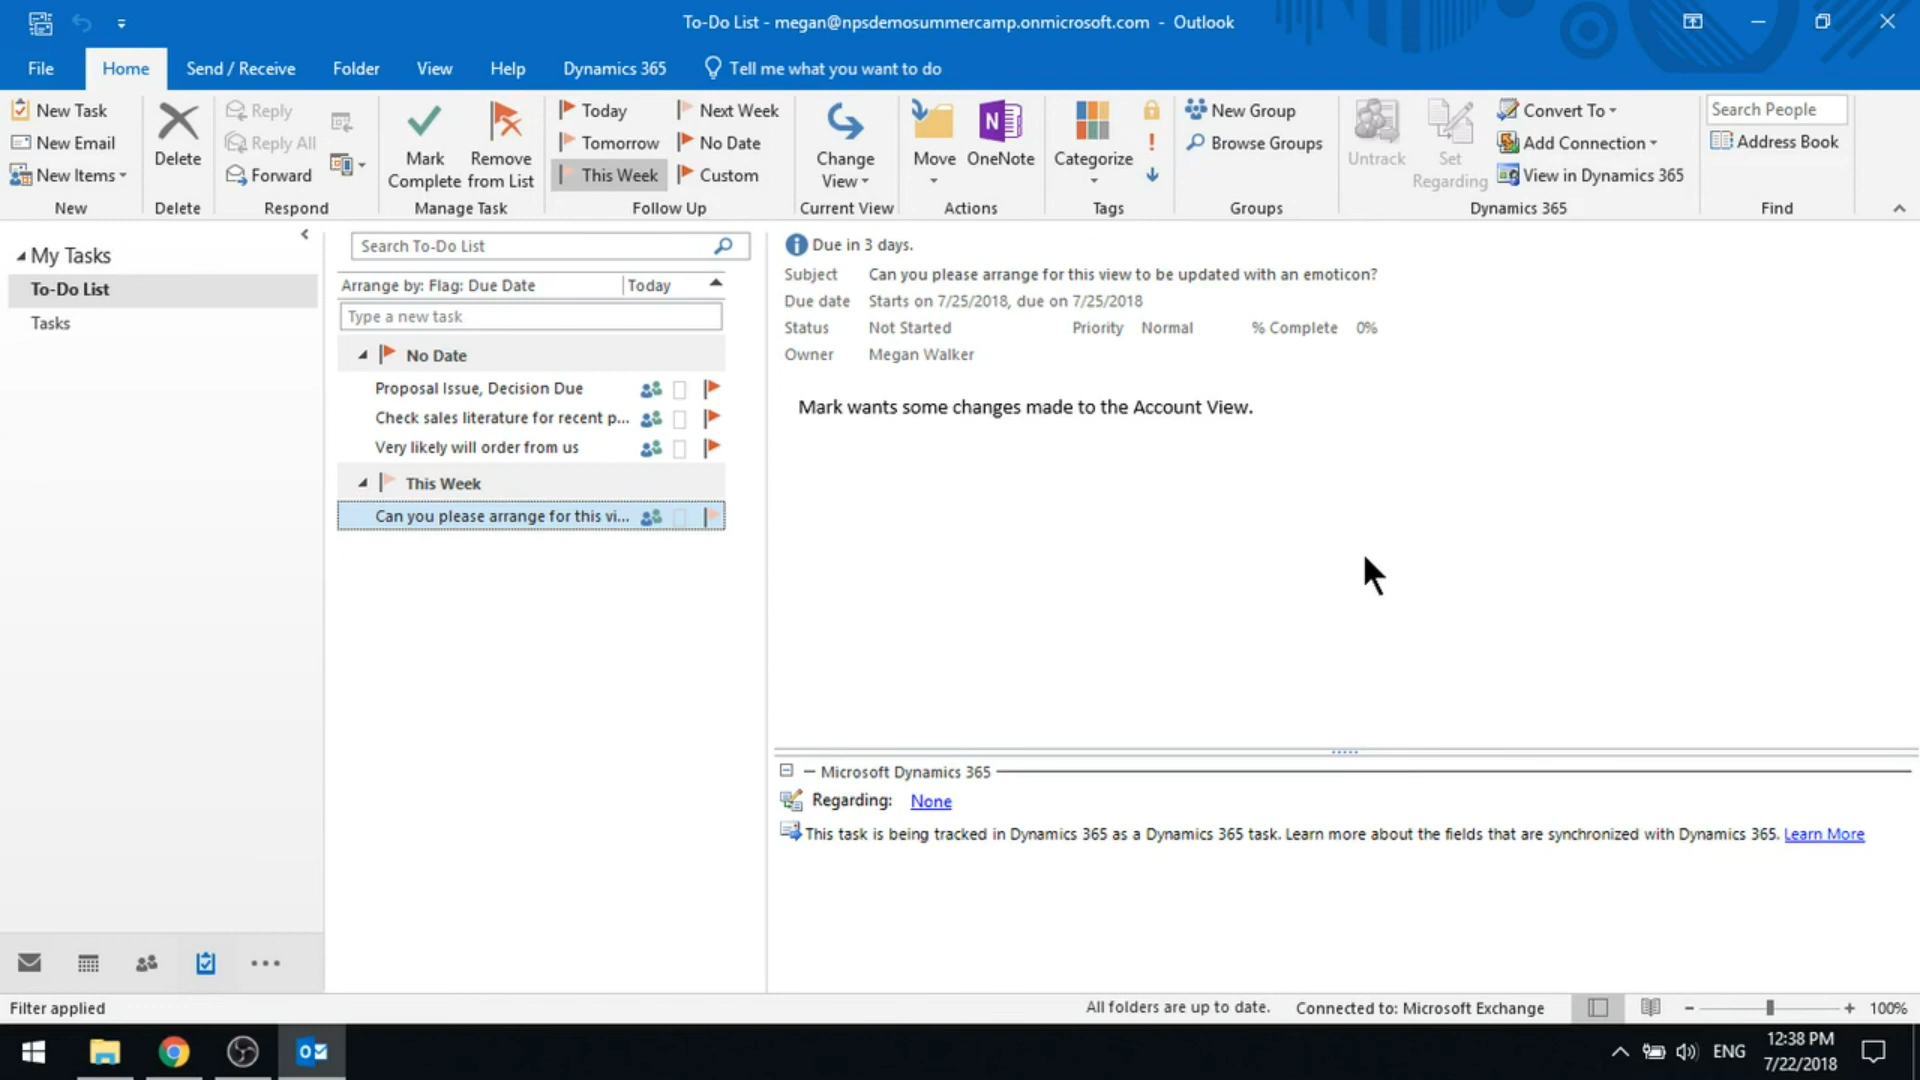 To-Do List - megan@npsdemosummercamp.onmicrosoft.com - Outlook
File Home Send / Receive Folder View Help Dynamics 365 Tell me what you want to do
New Task
New Email
New Items
New
Delete
Delete
Reply
Reply All
Forward
Respond
Mark Complete
Remove from List
Manage Task
Today
Tomorrow
This Week
Next Week
No Date
Custom
Follow Up
Change View
Current View
Move
OneNote
Actions
Categorize
Tags
New Group
Browse Groups
Groups
Untrack
Set Regarding
Convert To
Add Connection
View in Dynamics 365
Dynamics 365
Search People
Address Book
Find
My Tasks
To-Do List
Tasks
Search To-Do List
Arrange by: Flag: Due Date Today
Type a new task
No Date
Proposal Issue, Decision Due
Check sales literature for recent p...
Very likely will order from us
This Week
Can you please arrange for this vi...
Due in 3 days.
Subject Can you please arrange for this view to be updated with an emoticon?
Due date Starts on 7/25/2018, due on 7/25/2018
Status Not Started Priority Normal % Complete 0%
Owner Megan Walker
Mark wants some changes made to the Account View.
Microsoft Dynamics 365
Regarding: None
This task is being tracked in Dynamics 365 as a Dynamics 365 task. Learn more about the fields that are synchronized with Dynamics 365. Learn More
Filter applied
All folders are up to date. Connected to: Microsoft Exchange 100%
ENG
12:38 PM
7/22/2018